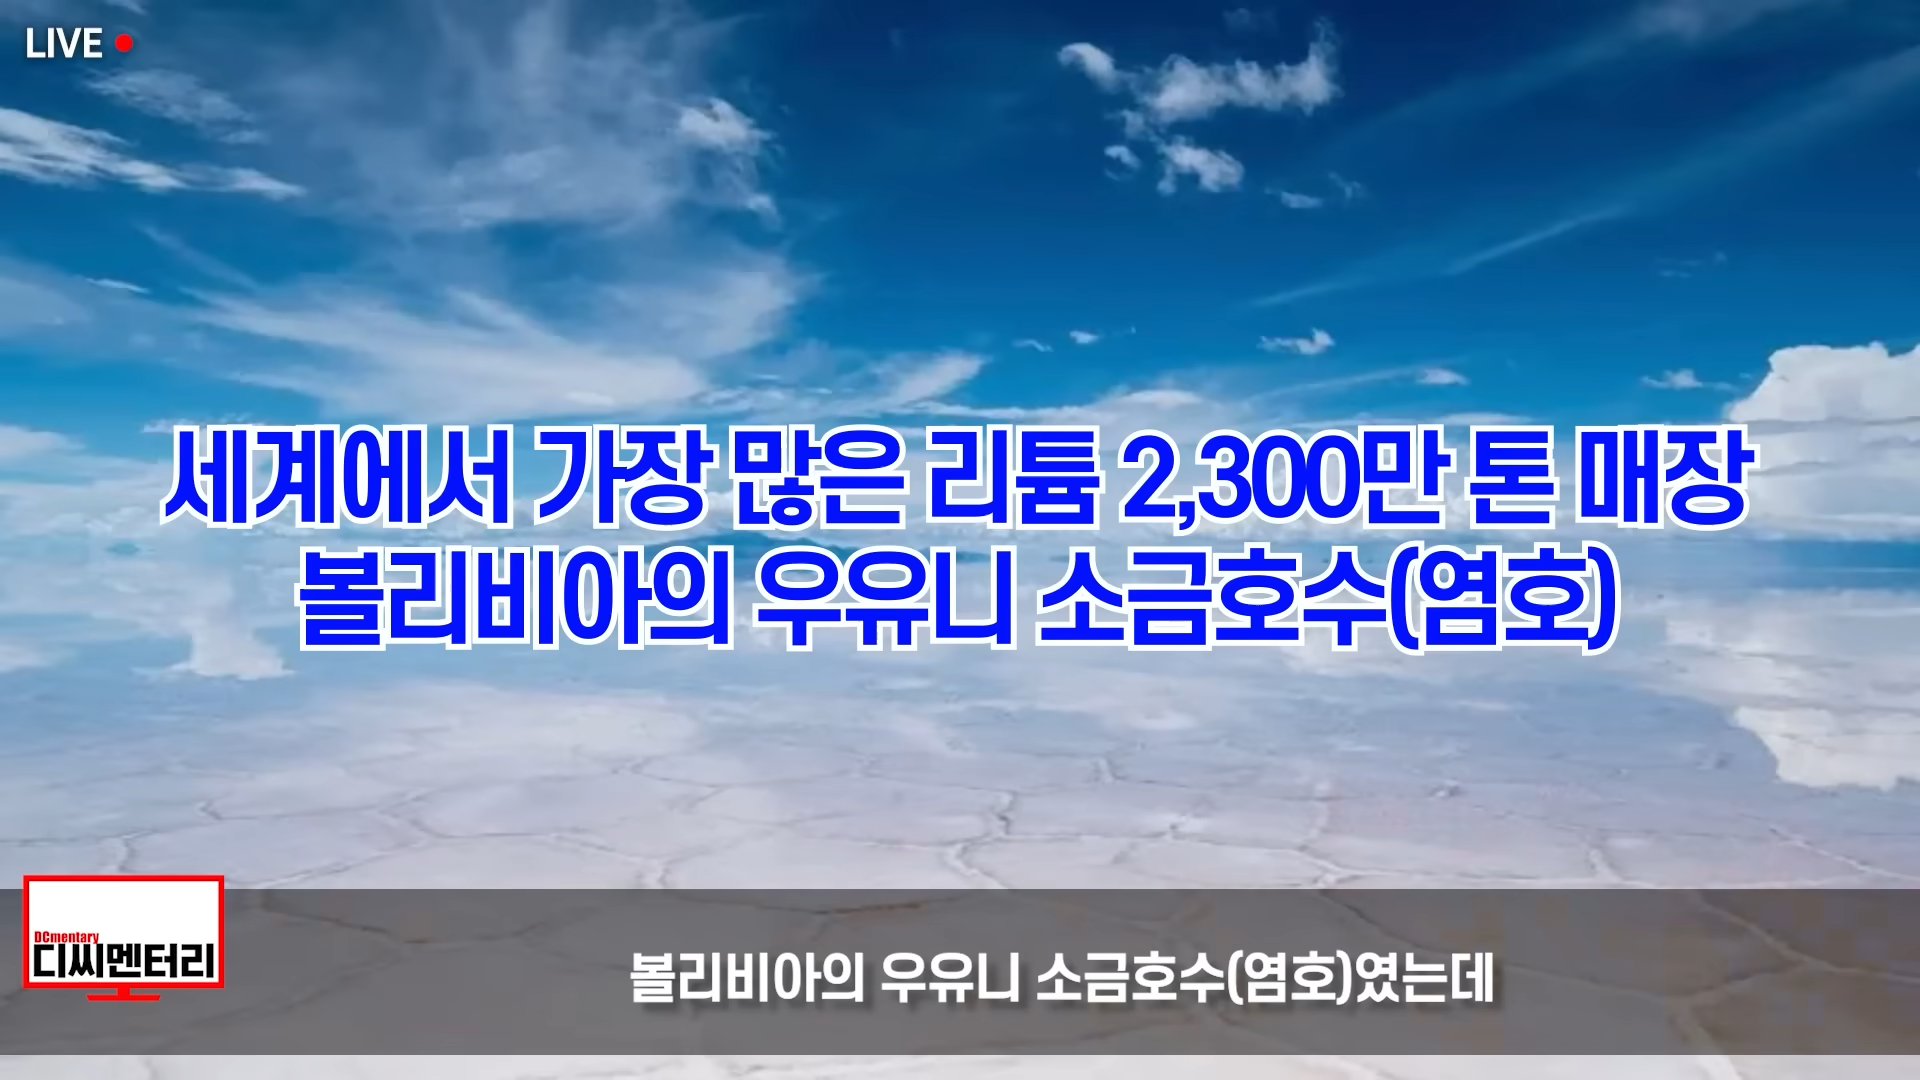 LIVE
세계에서 가장 많은 리튬 2,300만 톤 매장
볼리비아의 우유니 소금호수(염호)
DCmentary
디씨멘터리
볼리비아의 우유니 소금호수(염호)였는데